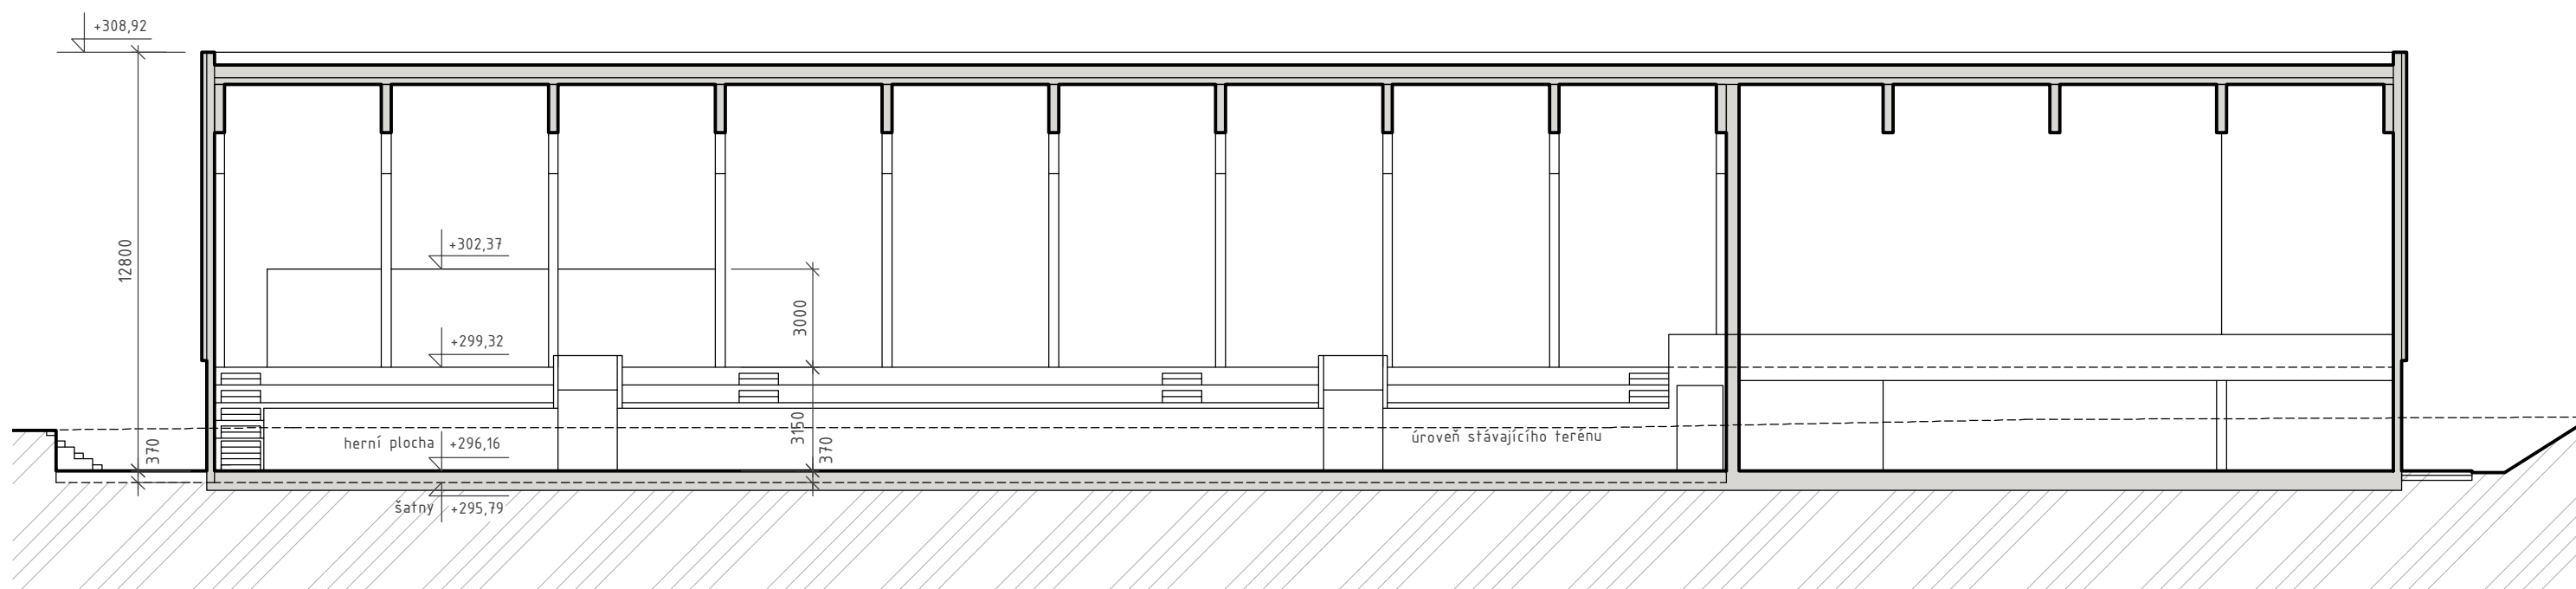 +308,92
12800
370
+302,37
3000
+299,32
3150
370
herní plocha +296,16
úroveň stávajícího terénu
šatny +295,79